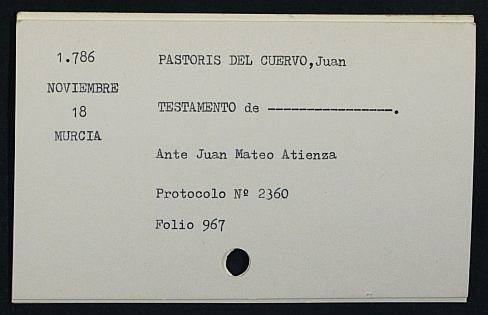 1.786
PASTORIS DEL CUERVO,Juan
NOVIEMBRE
18
TESTAMENTO de ----------------.
MURCIA
Ante Juan Mateo Atienza
Protocolo Nº 2360
Folio 967